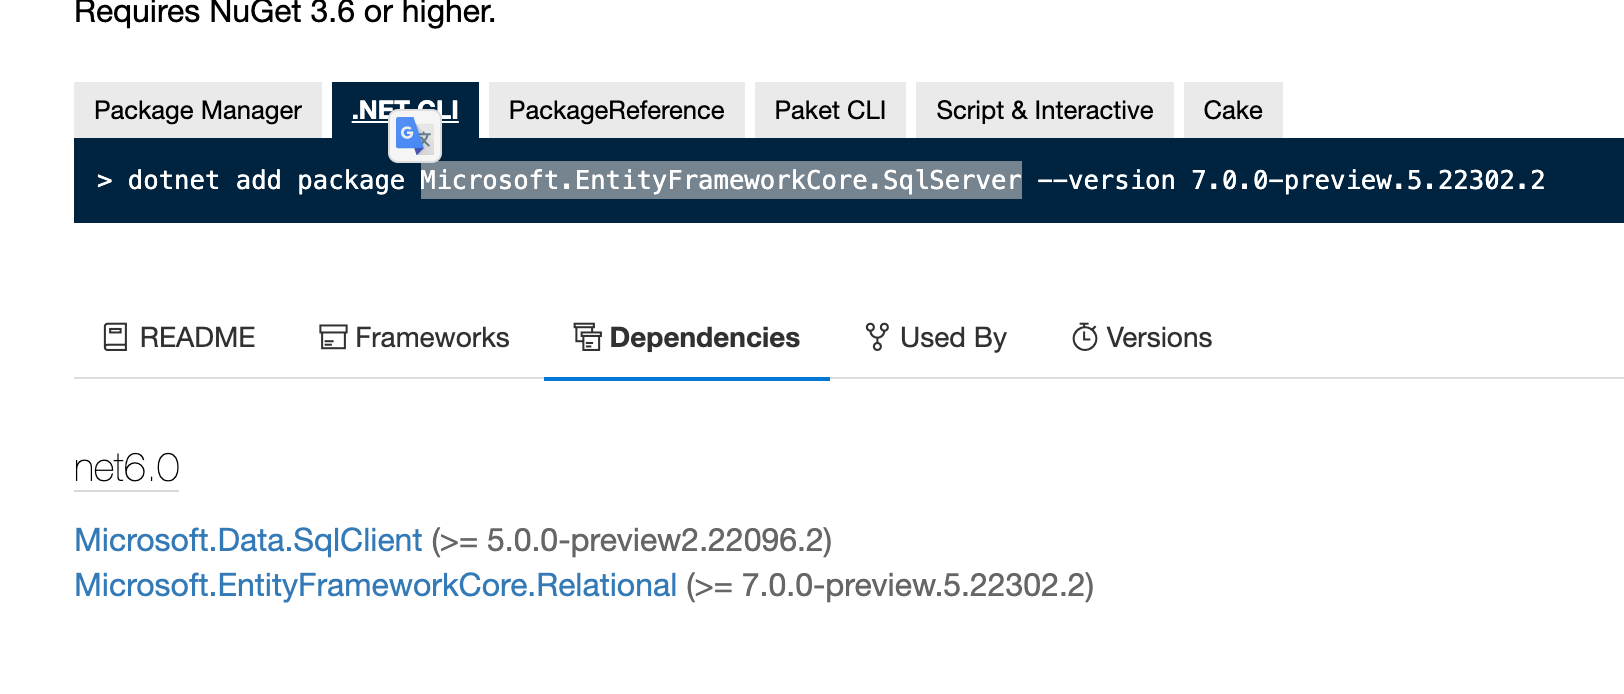 Requires NuGet 3.6 or higher.
Package Manager .NET CLI PackageReference Paket CLI Script & Interactive Cake
> dotnet add package Microsoft.EntityFrameworkCore.SqlServer --version 7.0.0-preview.5.22302.2
README Frameworks Dependencies Used By Versions
net6.0
Microsoft.Data.SqlClient (>= 5.0.0-preview2.22096.2)
Microsoft.EntityFrameworkCore.Relational (>= 7.0.0-preview.5.22302.2)